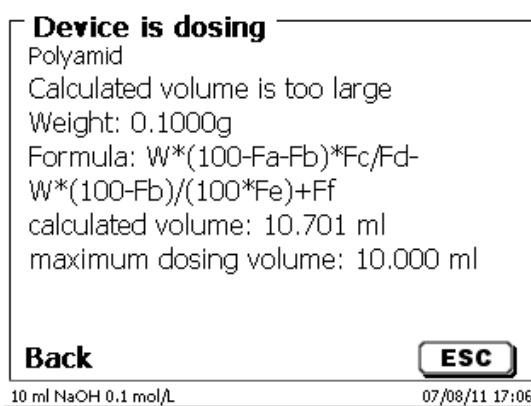 Device is dosing
Polyamid
Calculated volume is too large
Weight: 0.1000g
Formula: W*(100-Fa-Fb)*Fc/Fd-
W*(100-Fb)/(100*Fe)+Ff
calculated volume: 10.701 ml
maximum dosing volume: 10.000 ml
Back ESC
10 ml NaOH 0.1 mol/L 07/08/11 17:06